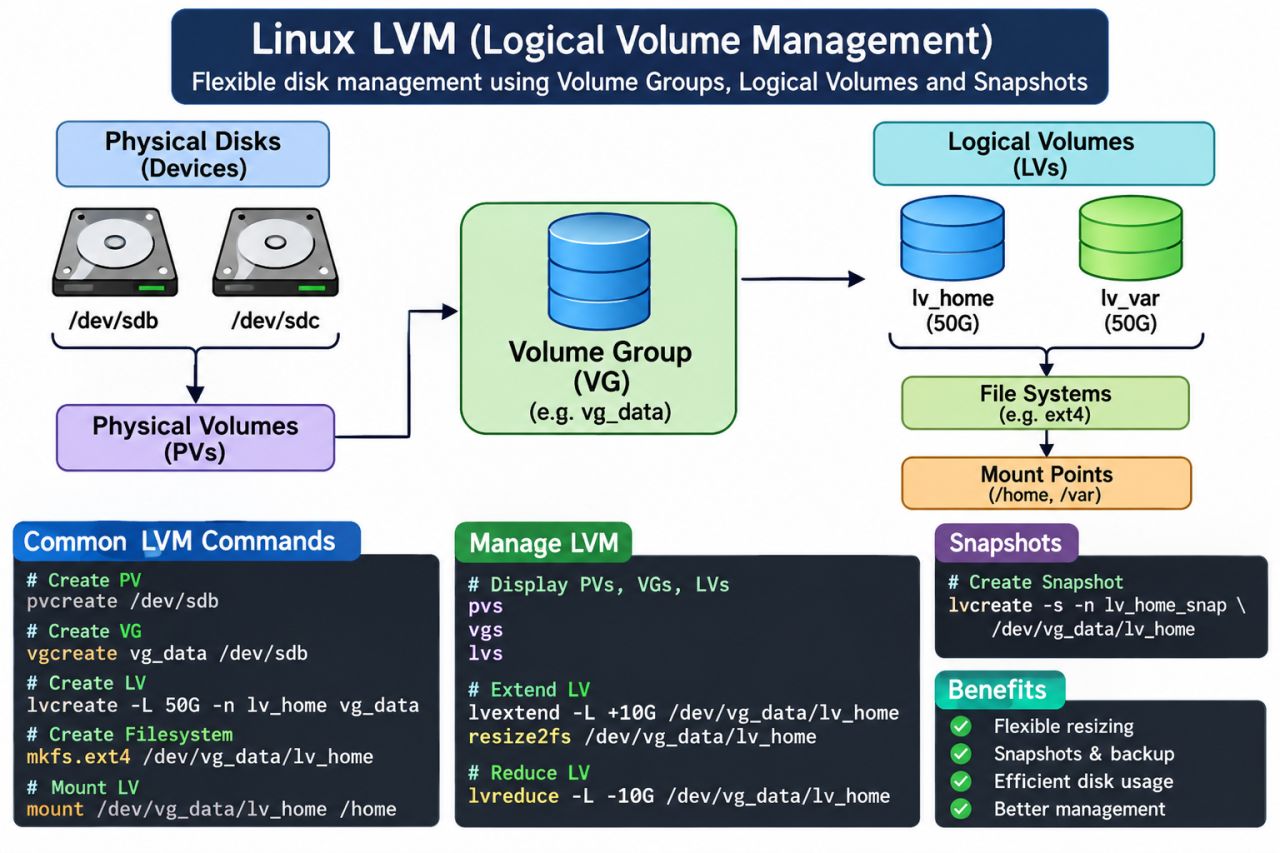 Linux LVM (Logical Volume Management)
Flexible disk management using Volume Groups, Logical Volumes and Snapshots
Physical Disks
(Devices)
/dev/sdb
/dev/sdc
Physical Volumes
(PVs)
Volume Group
(VG)
(e.g. vg_data)
Logical Volumes
(LVs)
lv_home
(50G)
lv_var
(50G)
File Systems
(e.g. ext4)
Mount Points
(/home, /var)
Common LVM Commands
# Create PV
pvcreate /dev/sdb
# Create VG
vgcreate vg_data /dev/sdb
# Create LV
lvcreate -L 50G -n lv_home vg_data
# Create Filesystem
mkfs.ext4 /dev/vg_data/lv_home
# Mount LV
mount /dev/vg_data/lv_home /home
Manage LVM
# Display PVs, VGs, LVs
pvs
vgs
lvs
# Extend LV
lvextend -L +10G /dev/vg_data/lv_home
resize2fs /dev/vg_data/lv_home
# Reduce LV
lvreduce -L -10G /dev/vg_data/lv_home
Snapshots
# Create Snapshot
lvcreate -s -n lv_home_snap \
/dev/vg_data/lv_home
Benefits
Flexible resizing
Snapshots & backup
Efficient disk usage
Better management